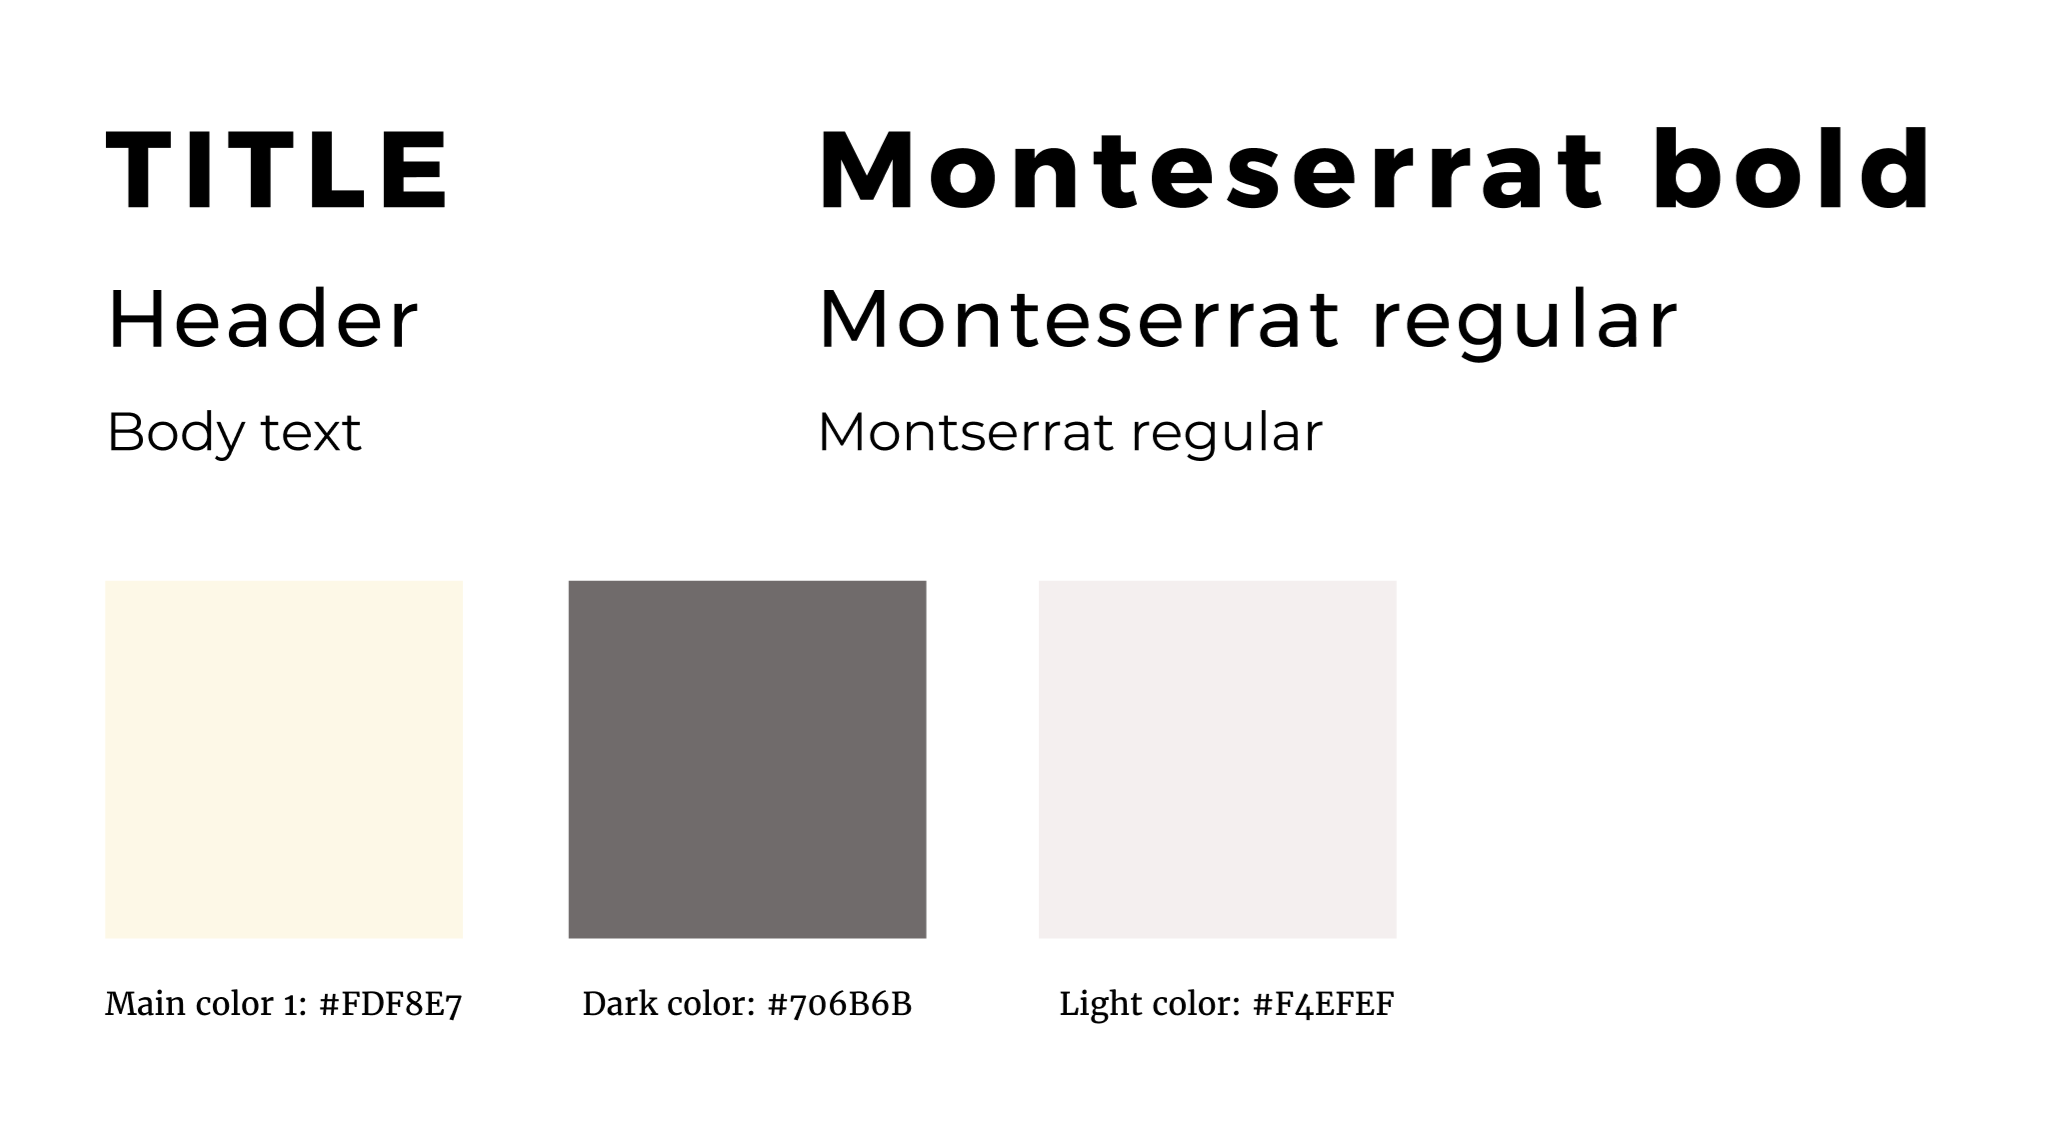 TITLE
Monteserrat bold
Header
Monteserrat regular
Body text
Montserrat regular
Main color 1: #FDF8E7
Dark color: #706B6B
Light color: #F4EFEF